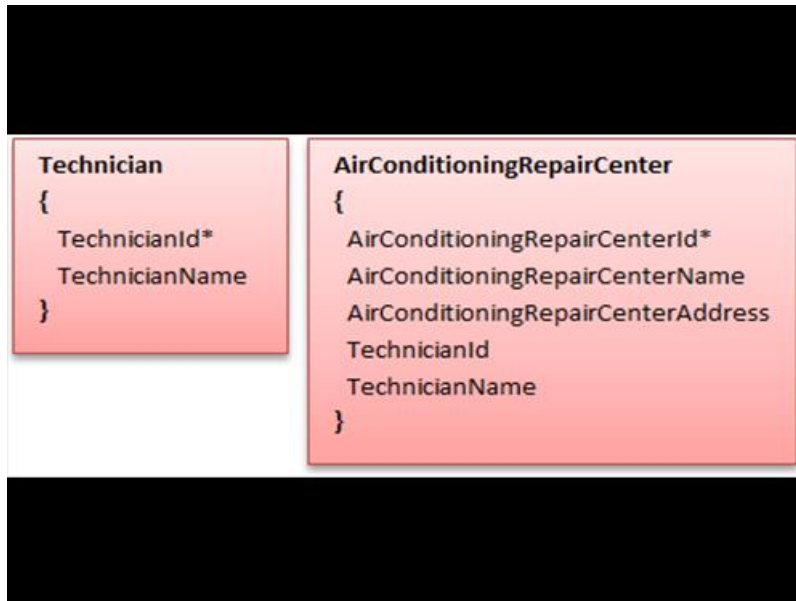 Technician
{
TechnicianId*
TechnicianName
}
AirConditioningRepairCenter
{
AirConditioningRepairCenterId*
AirConditioningRepairCenterName
AirConditioningRepairCenterAddress
TechnicianId
TechnicianName
}